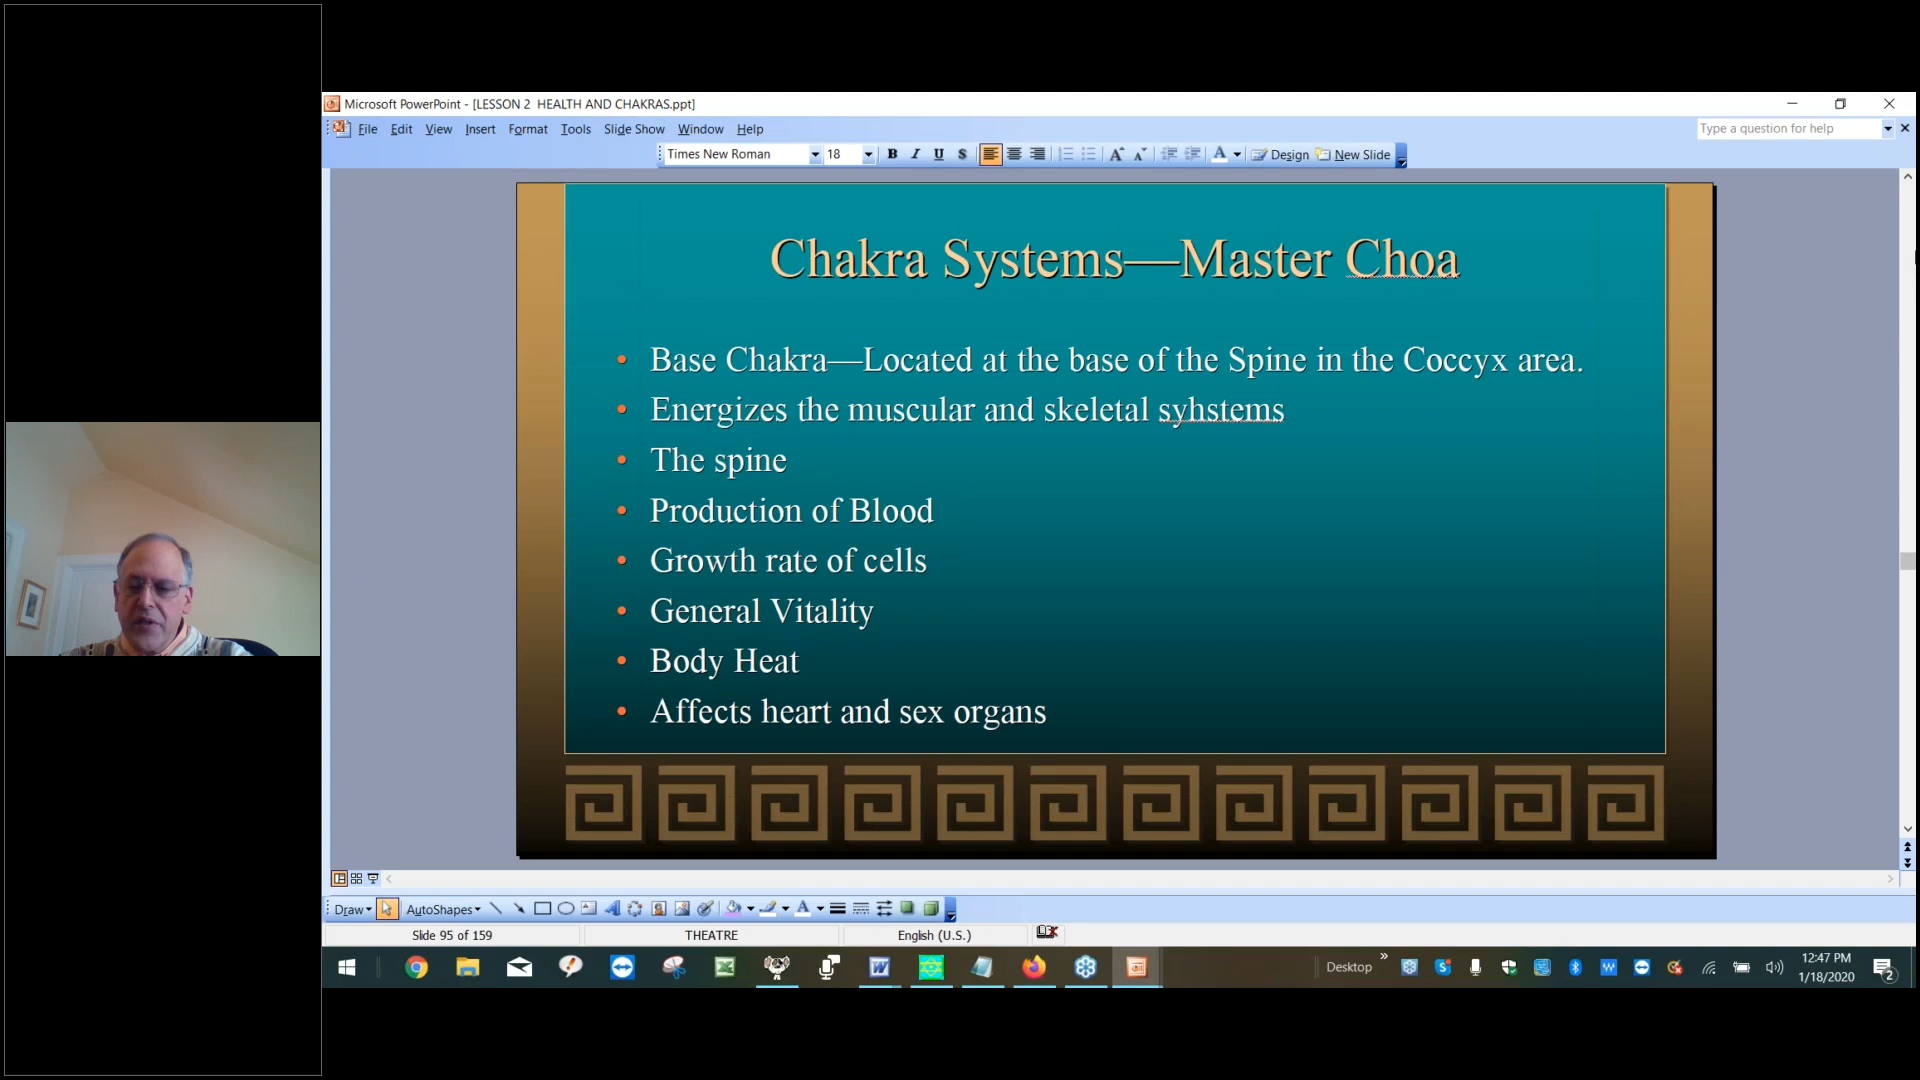 Microsoft PowerPoint - [LESSON 2  HEALTH AND CHAKRAS.ppt]
File Edit View Insert Format Tools Slide Show Window Help
Type a question for help
Times New Roman 18 B I U S A A A Design New Slide
Chakra Systems—Master Choa
• Base Chakra—Located at the base of the Spine in the Coccyx area.
• Energizes the muscular and skeletal syhstems
• The spine
• Production of Blood
• Growth rate of cells
• General Vitality
• Body Heat
• Affects heart and sex organs
Draw AutoShapes A
Slide 95 of 159 THEATRE English (U.S.)
Desktop
12:47 PM
1/18/2020
2